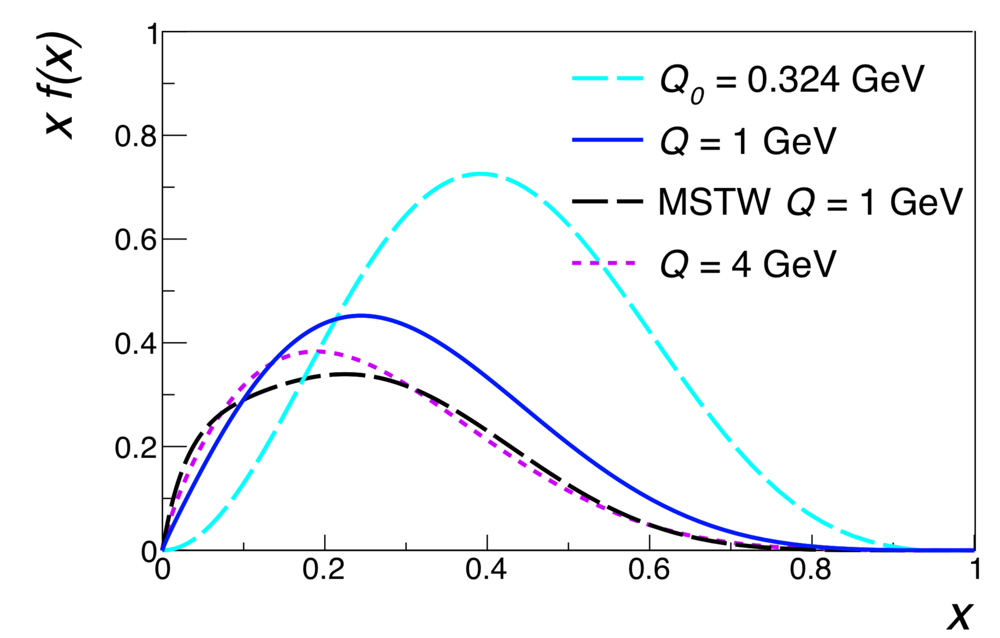 x f(x)
1
0.8
0.6
0.4
0.2
0
0 0.2 0.4 0.6 0.8 1
x
Q0 = 0.324 GeV
Q = 1 GeV
MSTW Q = 1 GeV
Q = 4 GeV